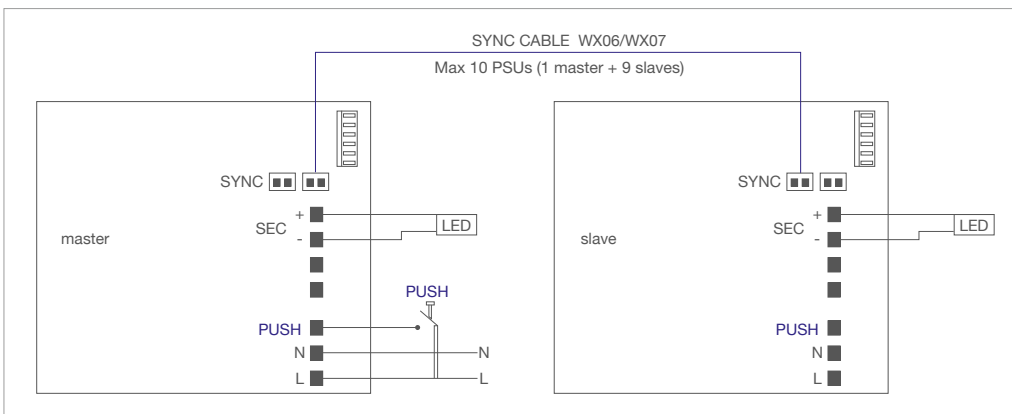 SYNC CABLE WX06/WX07
Max 10 PSUs (1 master + 9 slaves)
SYNC
+
SEC
-
LED
master
PUSH
PUSH
N
N
L
L
SYNC
+
SEC
-
LED
slave
PUSH
N
L